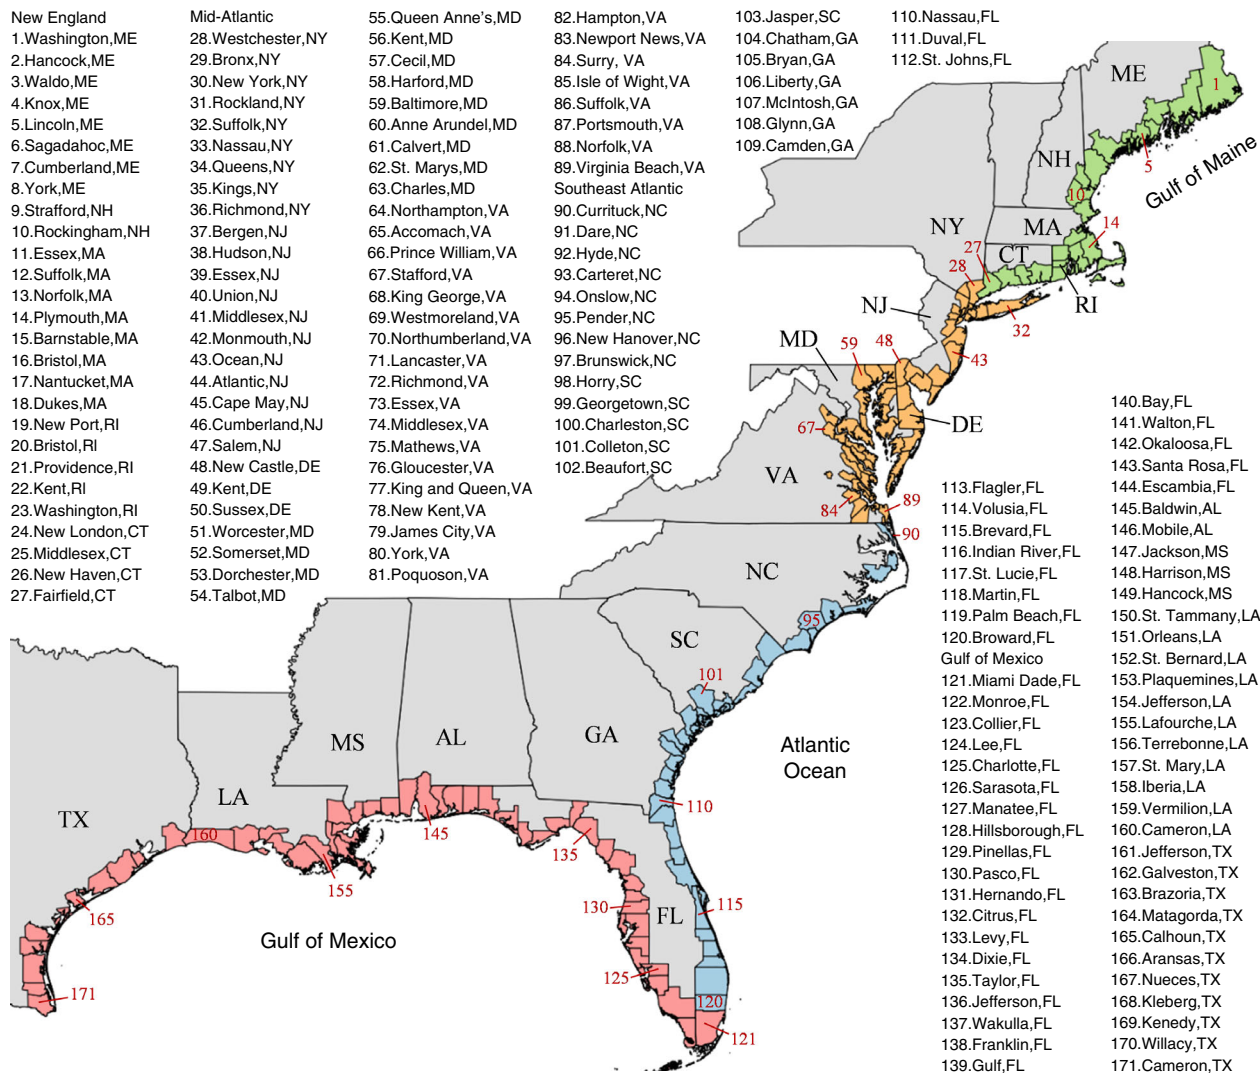 New England
1.Washington,ME
2.Hancock,ME
3.Waldo,ME
4.Knox,ME
5.Lincoln,ME
6.Sagadahoc,ME
7.Cumberland,ME
8.York,ME
9.Strafford,NH
10.Rockingham,NH
11.Essex,MA
12.Suffolk,MA
13.Norfolk,MA
14.Plymouth,MA
15.Barnstable,MA
16.Bristol,MA
17.Nantucket,MA
18.Dukes,MA
19.New Port,RI
20.Bristol,RI
21.Providence,RI
22.Kent,RI
23.Washington,RI
24.New London,CT
25.Middlesex,CT
26.New Haven,CT
27.Fairfield,CT
Mid-Atlantic
28.Westchester,NY
29.Bronx,NY
30.New York,NY
31.Rockland,NY
32.Suffolk,NY
33.Nassau,NY
34.Queens,NY
35.Kings,NY
36.Richmond,NY
37.Bergen,NJ
38.Hudson,NJ
39.Essex,NJ
40.Union,NJ
41.Middlesex,NJ
42.Monmouth,NJ
43.Ocean,NJ
44.Atlantic,NJ
45.Cape May,NJ
46.Cumberland,NJ
47.Salem,NJ
48.New Castle,DE
49.Kent,DE
50.Sussex,DE
51.Worcester,MD
52.Somerset,MD
53.Dorchester,MD
54.Talbot,MD
55.Queen Anne's,MD
56.Kent,MD
57.Cecil,MD
58.Harford,MD
59.Baltimore,MD
60.Anne Arundel,MD
61.Calvert,MD
62.St. Marys,MD
63.Charles,MD
64.Northampton,VA
65.Accomach,VA
66.Prince William,VA
67.Stafford,VA
68.King George,VA
69.Westmoreland,VA
70.Northumberland,VA
71.Lancaster,VA
72.Richmond,VA
73.Essex,VA
74.Middlesex,VA
75.Mathews,VA
76.Gloucester,VA
77.King and Queen,VA
78.New Kent,VA
79.James City,VA
80.York,VA
81.Poquoson,VA
82.Hampton,VA
83.Newport News,VA
84.Surry, VA
85.Isle of Wight,VA
86.Suffolk,VA
87.Portsmouth,VA
88.Norfolk,VA
89.Virginia Beach,VA
Southeast Atlantic
90.Currituck,NC
91.Dare,NC
92.Hyde,NC
93.Carteret,NC
94.Onslow,NC
95.Pender,NC
96.New Hanover,NC
97.Brunswick,NC
98.Horry,SC
99.Georgetown,SC
100.Charleston,SC
101.Colleton,SC
102.Beaufort,SC
103.Jasper,SC
104.Chatham,GA
105.Bryan,GA
106.Liberty,GA
107.McIntosh,GA
108.Glynn,GA
109.Camden,GA
110.Nassau,FL
111.Duval,FL
112.St. Johns,FL
113.Flagler,FL
114.Volusia,FL
115.Brevard,FL
116.Indian River,FL
117.St. Lucie,FL
118.Martin,FL
119.Palm Beach,FL
120.Broward,FL
Gulf of Mexico
121.Miami Dade,FL
122.Monroe,FL
123.Collier,FL
124.Lee,FL
125.Charlotte,FL
126.Sarasota,FL
127.Manatee,FL
128.Hillsborough,FL
129.Pinellas,FL
130.Pasco,FL
131.Hernando,FL
132.Citrus,FL
133.Levy,FL
134.Dixie,FL
135.Taylor,FL
136.Jefferson,FL
137.Wakulla,FL
138.Franklin,FL
139.Gulf,FL
140.Bay,FL
141.Walton,FL
142.Okaloosa,FL
143.Santa Rosa,FL
144.Escambia,FL
145.Baldwin,AL
146.Mobile,AL
147.Jackson,MS
148.Harrison,MS
149.Hancock,MS
150.St. Tammany,LA
151.Orleans,LA
152.St. Bernard,LA
153.Plaquemines,LA
154.Jefferson,LA
155.Lafourche,LA
156.Terrebonne,LA
157.St. Mary,LA
158.Iberia,LA
159.Vermilion,LA
160.Cameron,LA
161.Jefferson,TX
162.Galveston,TX
163.Brazoria,TX
164.Matagorda,TX
165.Calhoun,TX
166.Aransas,TX
167.Nueces,TX
168.Kleberg,TX
169.Kenedy,TX
170.Willacy,TX
171.Cameron,TX
ME
1
NH
5
Gulf of Maine
10
NY
MA
14
27
CT
28
RI
NJ
32
MD
59
48
43
67
DE
VA
84
89
90
NC
95
SC
101
MS
AL
GA
Atlantic
Ocean
LA
TX
110
160
145
135
155
165
130
FL
115
Gulf of Mexico
125
171
120
121